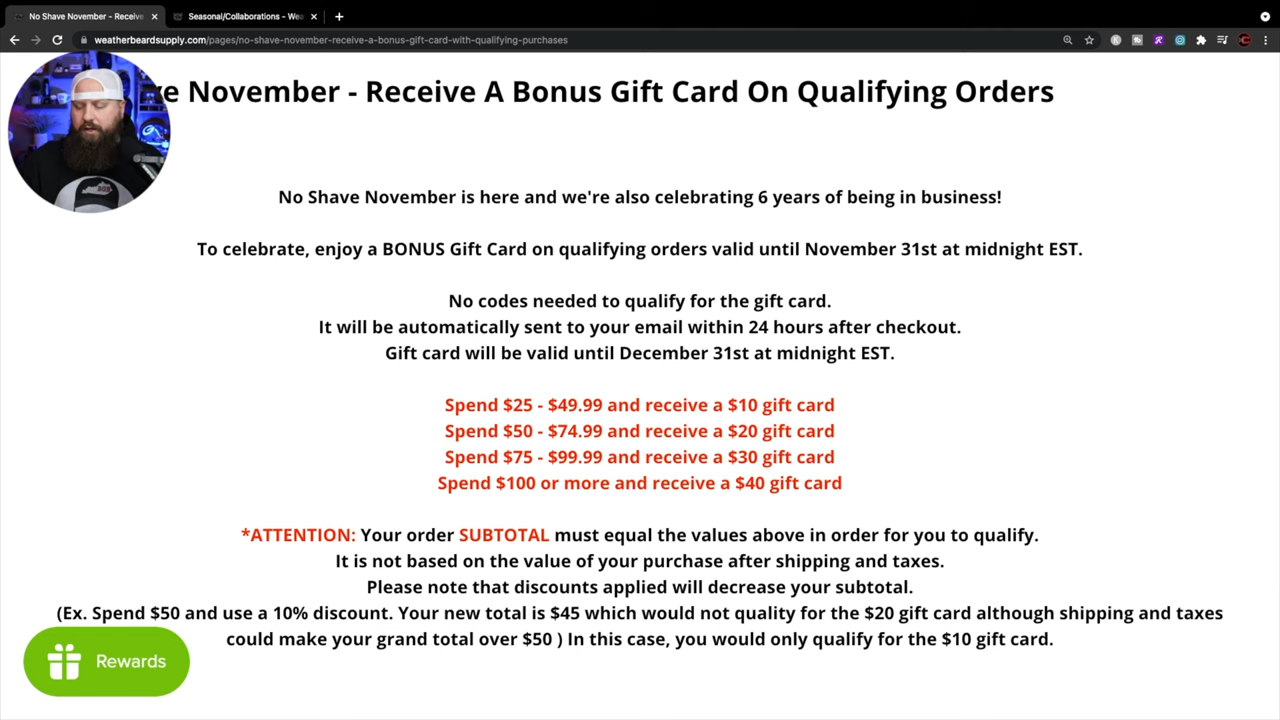 No Shave November - Receive
Seasonal/Collaborations - Wea
weatherbeardsupply.com/pages/no-shave-november-receive-a-bonus-gift-card-with-qualifying-purchases
ve November - Receive A Bonus Gift Card On Qualifying Orders
No Shave November is here and we're also celebrating 6 years of being in business!
To celebrate, enjoy a BONUS Gift Card on qualifying orders valid until November 31st at midnight EST.
No codes needed to qualify for the gift card.
It will be automatically sent to your email within 24 hours after checkout.
Gift card will be valid until December 31st at midnight EST.
Spend $25 - $49.99 and receive a $10 gift card
Spend $50 - $74.99 and receive a $20 gift card
Spend $75 - $99.99 and receive a $30 gift card
Spend $100 or more and receive a $40 gift card
*ATTENTION: Your order SUBTOTAL must equal the values above in order for you to qualify.
It is not based on the value of your purchase after shipping and taxes.
Please note that discounts applied will decrease your subtotal.
(Ex. Spend $50 and use a 10% discount. Your new total is $45 which would not quality for the $20 gift card although shipping and taxes
could make your grand total over $50 ) In this case, you would only qualify for the $10 gift card.
Rewards